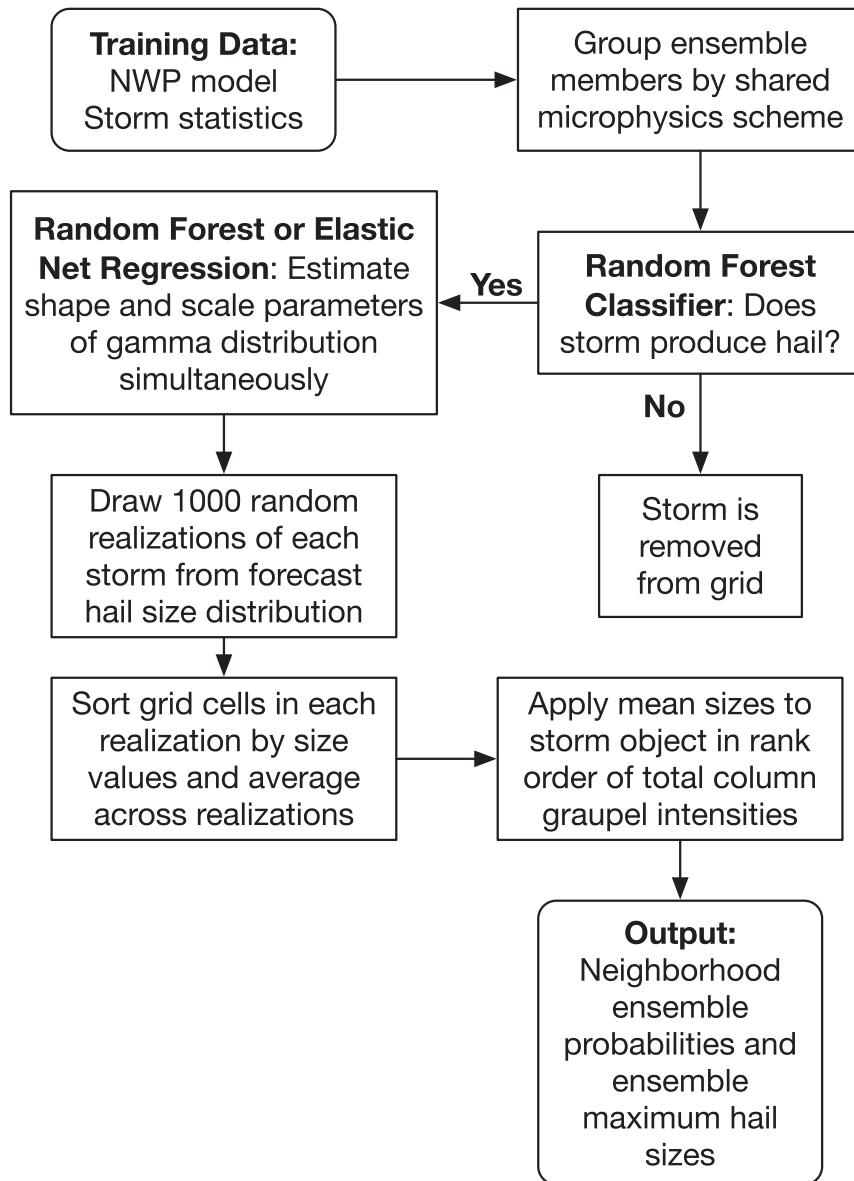 Training Data:
NWP model
Storm statistics
Group ensemble
members by shared
microphysics scheme
Random Forest
Classifier: Does
storm produce hail?
Yes
No
Random Forest or Elastic
Net Regression: Estimate
shape and scale parameters
of gamma distribution
simultaneously
Storm is
removed
from grid
Draw 1000 random
realizations of each
storm from forecast
hail size distribution
Sort grid cells in each
realization by size
values and average
across realizations
Apply mean sizes to
storm object in rank
order of total column
graupel intensities
Output:
Neighborhood
ensemble
probabilities and
ensemble
maximum hail
sizes